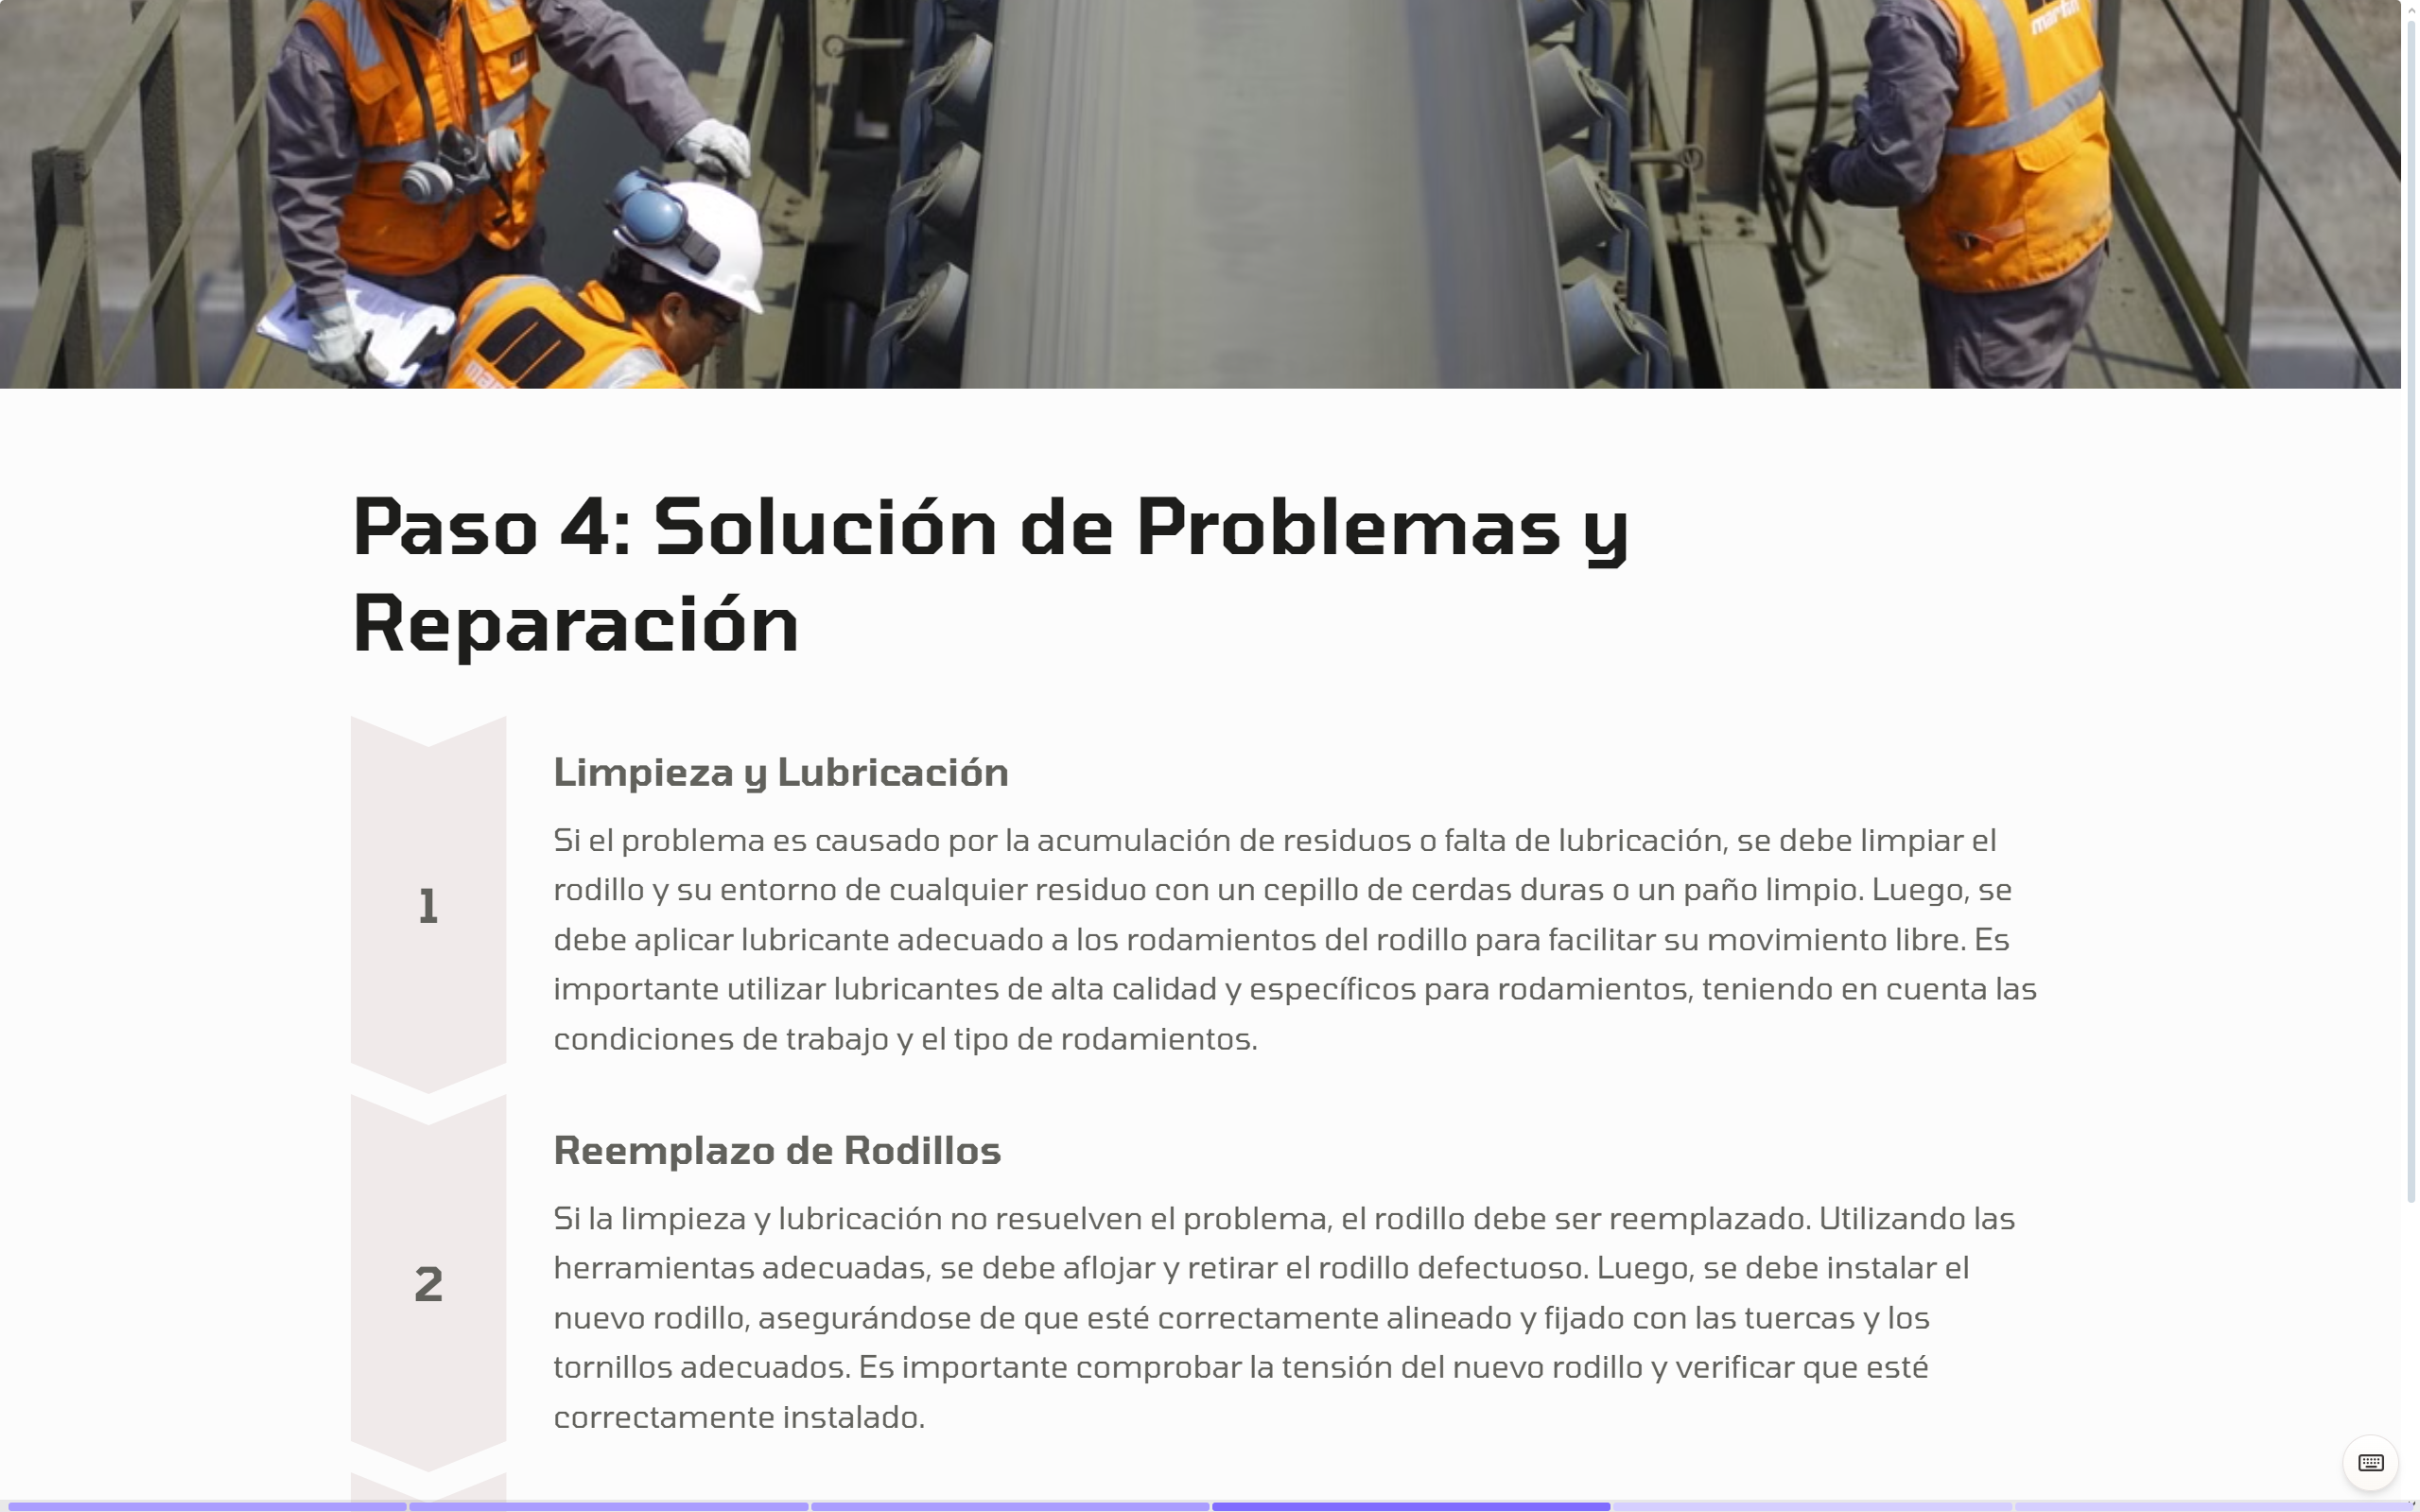 martin
Paso 4: Solución de Problemas y
Reparación
1
Limpieza y Lubricación
Si el problema es causado por la acumulación de residuos o falta de lubricación, se debe limpiar el
rodillo y su entorno de cualquier residuo con un cepillo de cerdas duras o un paño limpio. Luego, se
debe aplicar lubricante adecuado a los rodamientos del rodillo para facilitar su movimiento libre. Es
importante utilizar lubricantes de alta calidad y específicos para rodamientos, teniendo en cuenta las
condiciones de trabajo y el tipo de rodamientos.
2
Reemplazo de Rodillos
Si la limpieza y lubricación no resuelven el problema, el rodillo debe ser reemplazado. Utilizando las
herramientas adecuadas, se debe aflojar y retirar el rodillo defectuoso. Luego, se debe instalar el
nuevo rodillo, asegurándose de que esté correctamente alineado y fijado con las tuercas y los
tornillos adecuados. Es importante comprobar la tensión del nuevo rodillo y verificar que esté
correctamente instalado.